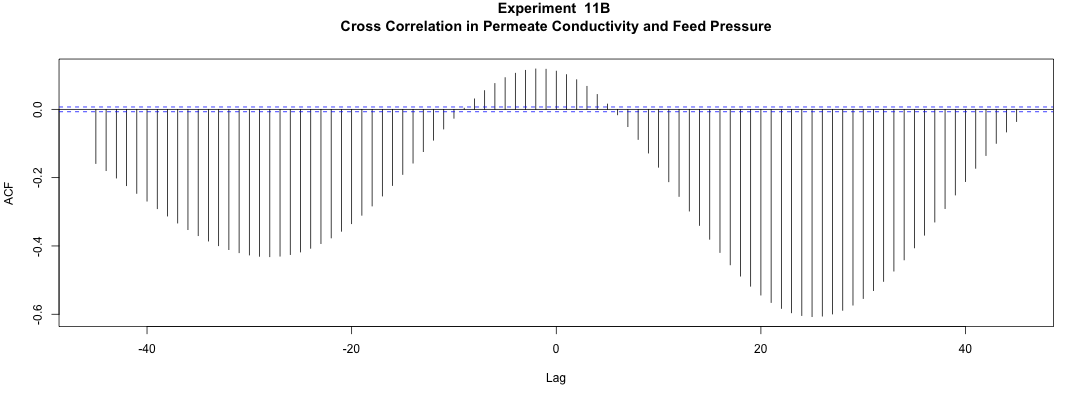 Experiment 11B
Cross Correlation in Permeate Conductivity and Feed Pressure
ACF
0.0
-0.2
-0.4
-0.6
-40 -20 0 20 40
Lag